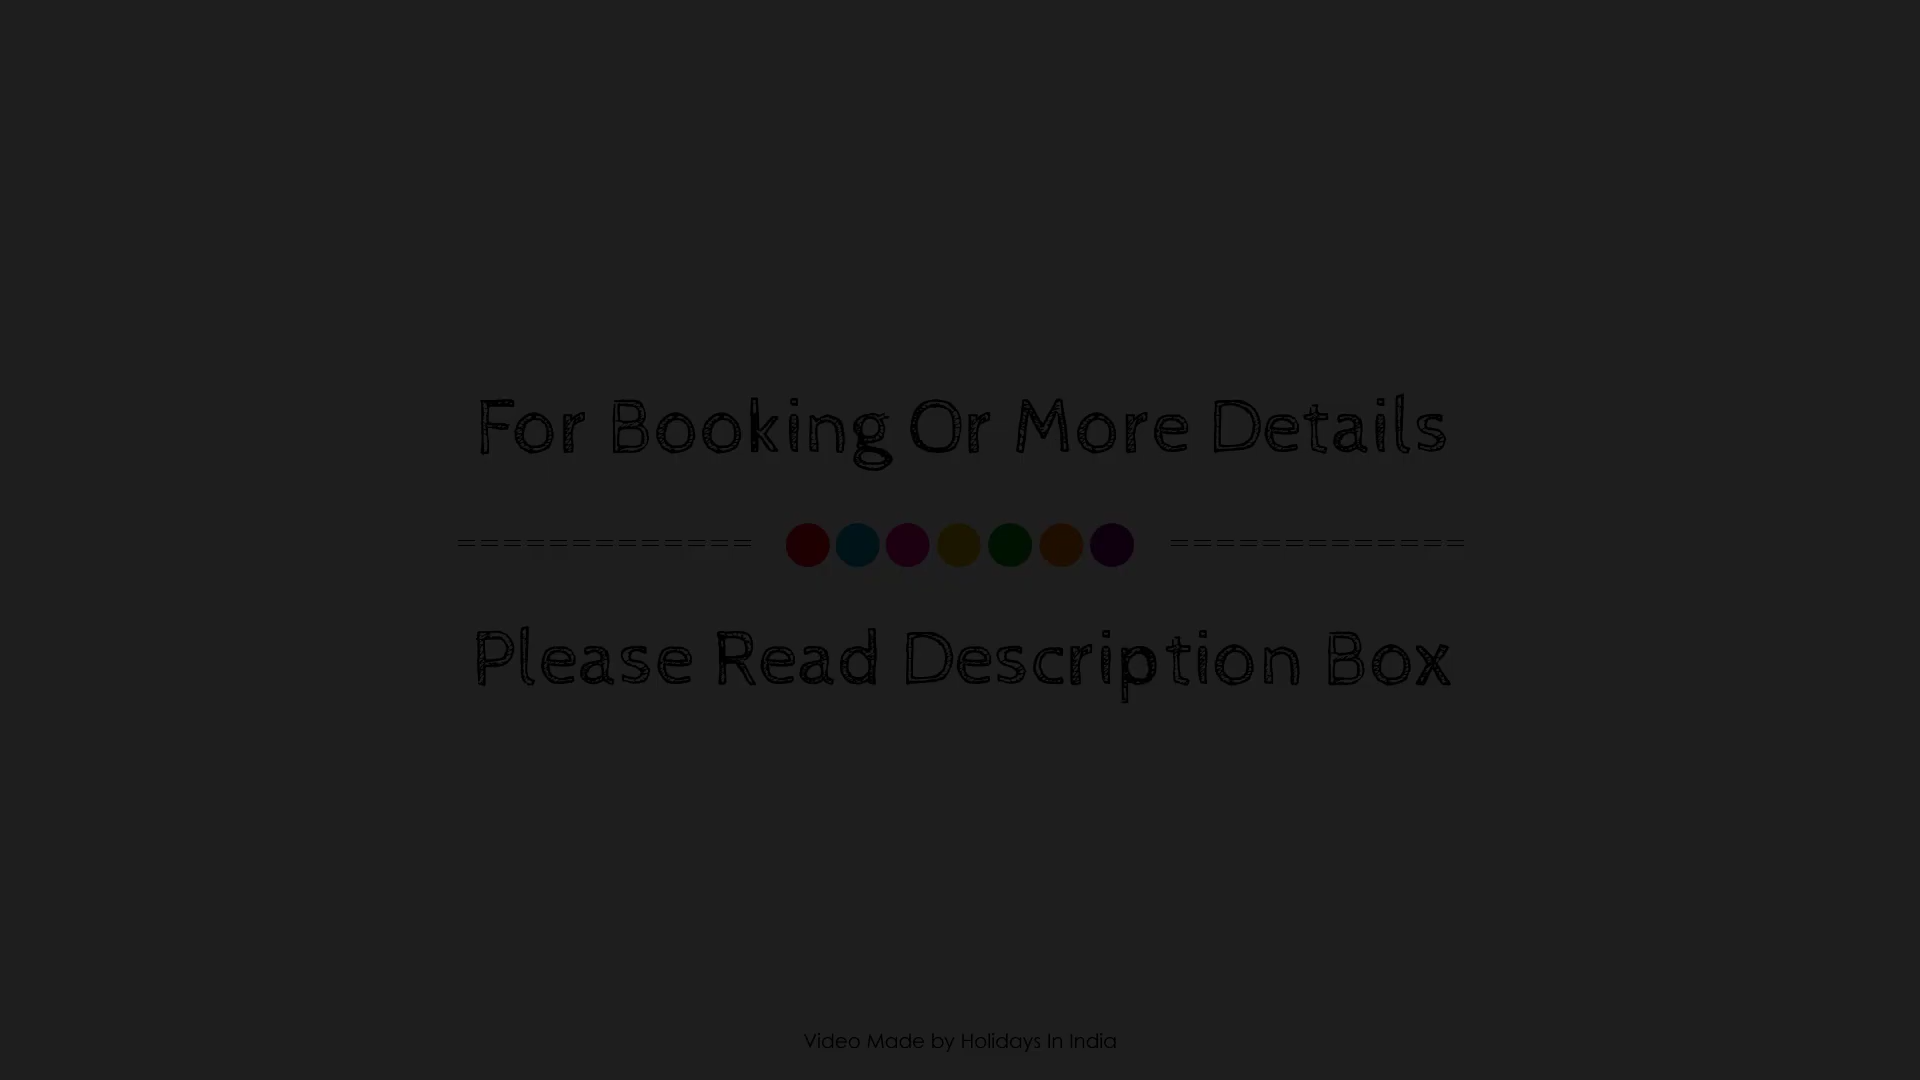 For Booking Or More Details
============= =============
Please Read Description Box
Video Made by Holidays In India